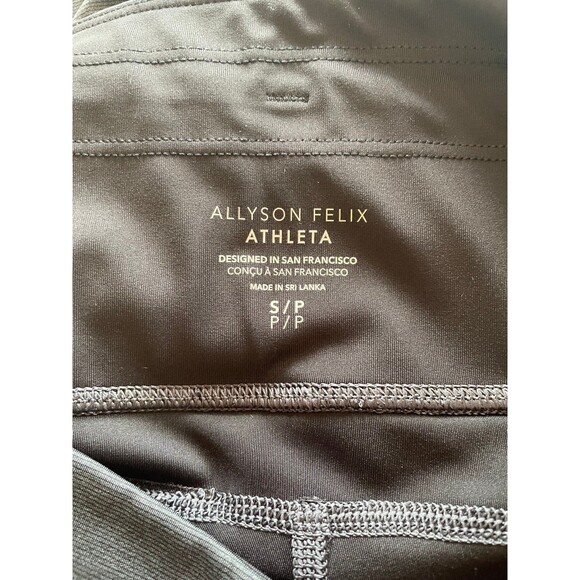 ALLYSON FELIX
ATHLETA
DESIGNED IN SAN FRANCISCO
CONÇU À SAN FRANCISCO
MADE IN SRI LANKA
S/P
P/P